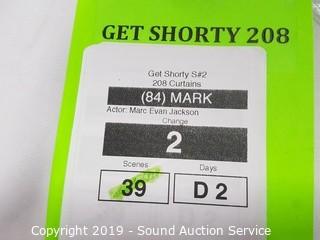 GET SHORTY 208
Get Shorty S#2
208 Curtains
(84) MARK
Actor: Marc Evan Jackson
Change
2
Scenes Days
39 D 2
Copyright 2019 - Sound Auction Service